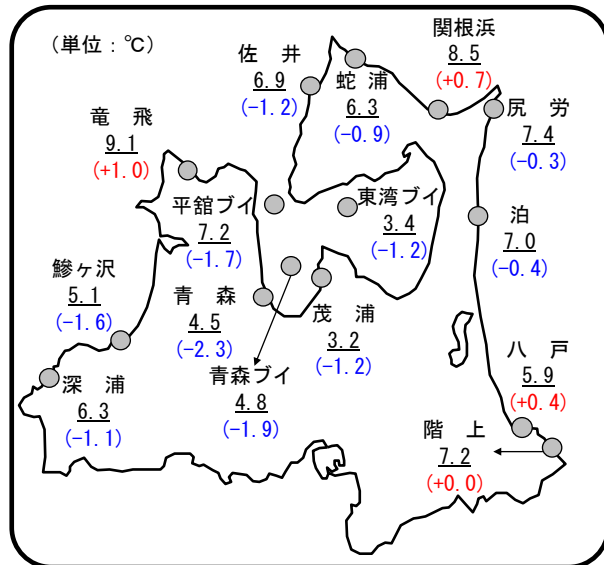 （単位：℃）
関根浜
8.5
(+0.7)
佐　井
6.9
(−1.2)
蛇　浦
6.3
(−0.9)
尻　労
7.4
(−0.3)
竜　飛
9.1
(+1.0)
平舘ブイ
7.2
(−1.7)
東湾ブイ
3.4
(−1.2)
泊
7.0
(−0.4)
鰺ヶ沢
5.1
(−1.6)
青　森
4.5
(−2.3)
茂　浦
3.2
(−1.2)
八　戸
5.9
(+0.4)
青森ブイ
4.8
(−1.9)
深　浦
6.3
(−1.1)
階　上
7.2
(+0.0)